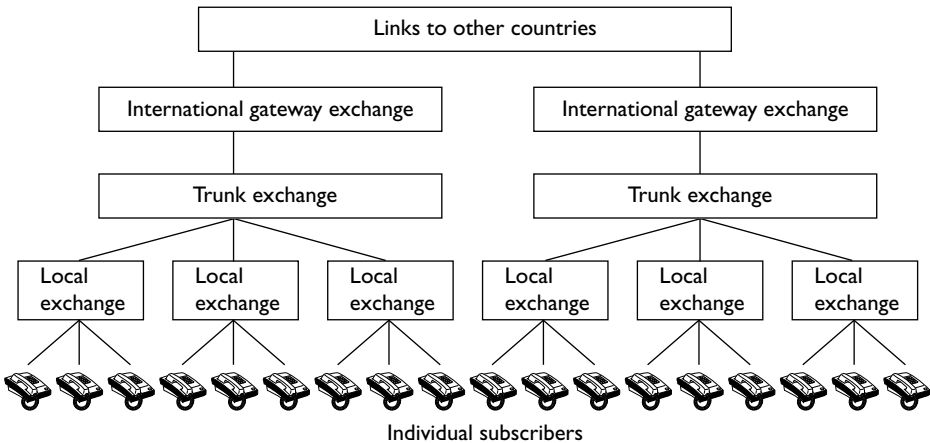 Links to other countries
International gateway exchange
International gateway exchange
Trunk exchange
Trunk exchange
Local
exchange
Local
exchange
Local
exchange
Local
exchange
Local
exchange
Local
exchange
Individual subscribers